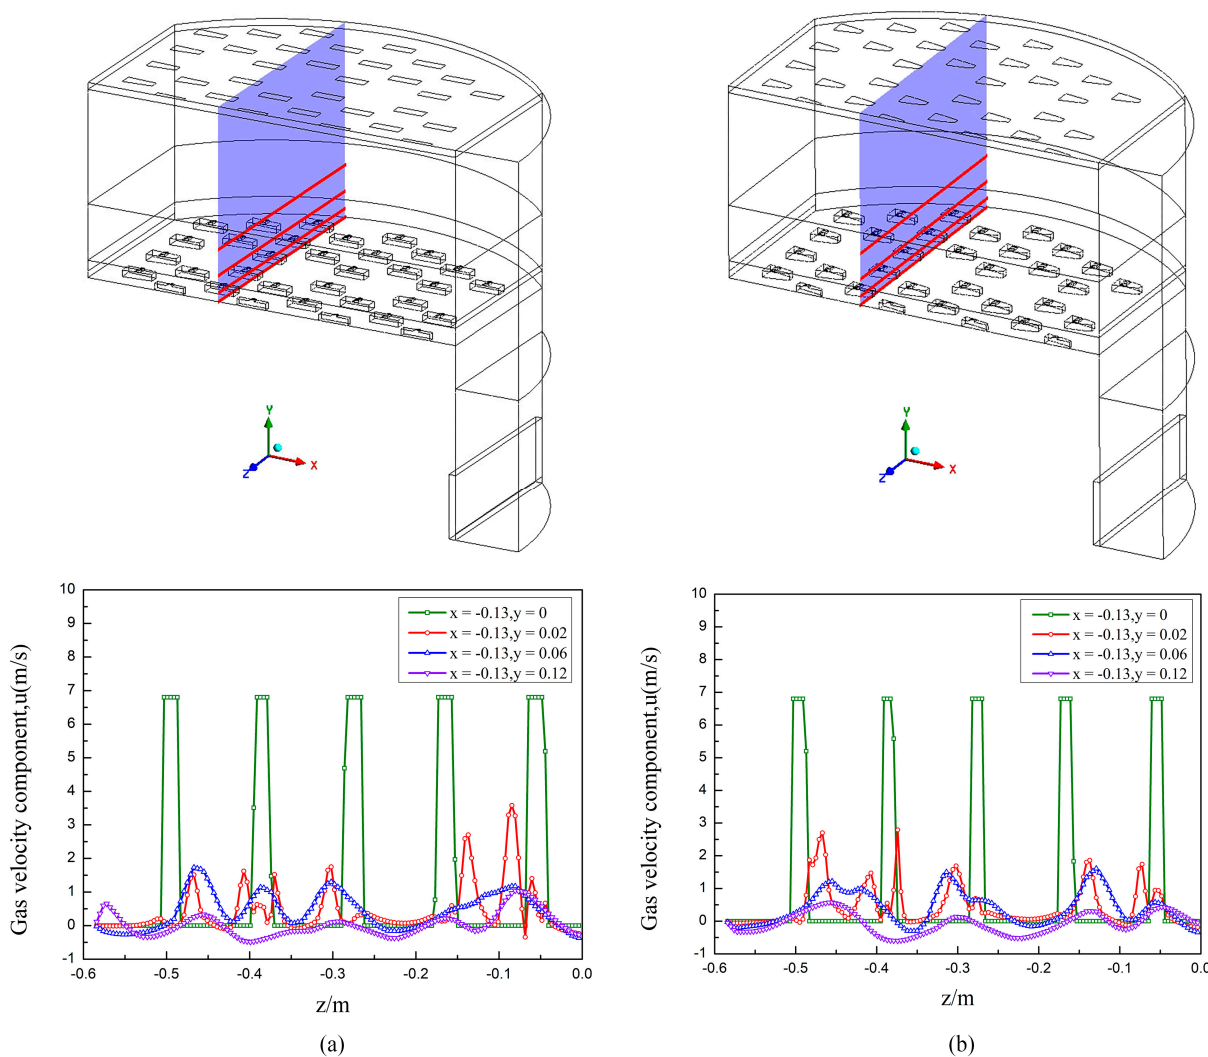 Y
X
Z
Y
X
Z
10
9
8
7
6
5
4
3
2
1
0
-1
Gas velocity component,u(m/s)
x = -0.13,y = 0
x = -0.13,y = 0.02
x = -0.13,y = 0.06
x = -0.13,y = 0.12
-0.6 -0.5 -0.4 -0.3 -0.2 -0.1 0.0
z/m
(a)
10
9
8
7
6
5
4
3
2
1
0
-1
Gas velocity component,u(m/s)
x = -0.13,y = 0
x = -0.13,y = 0.02
x = -0.13,y = 0.06
x = -0.13,y = 0.12
-0.6 -0.5 -0.4 -0.3 -0.2 -0.1 0.0
z/m
(b)